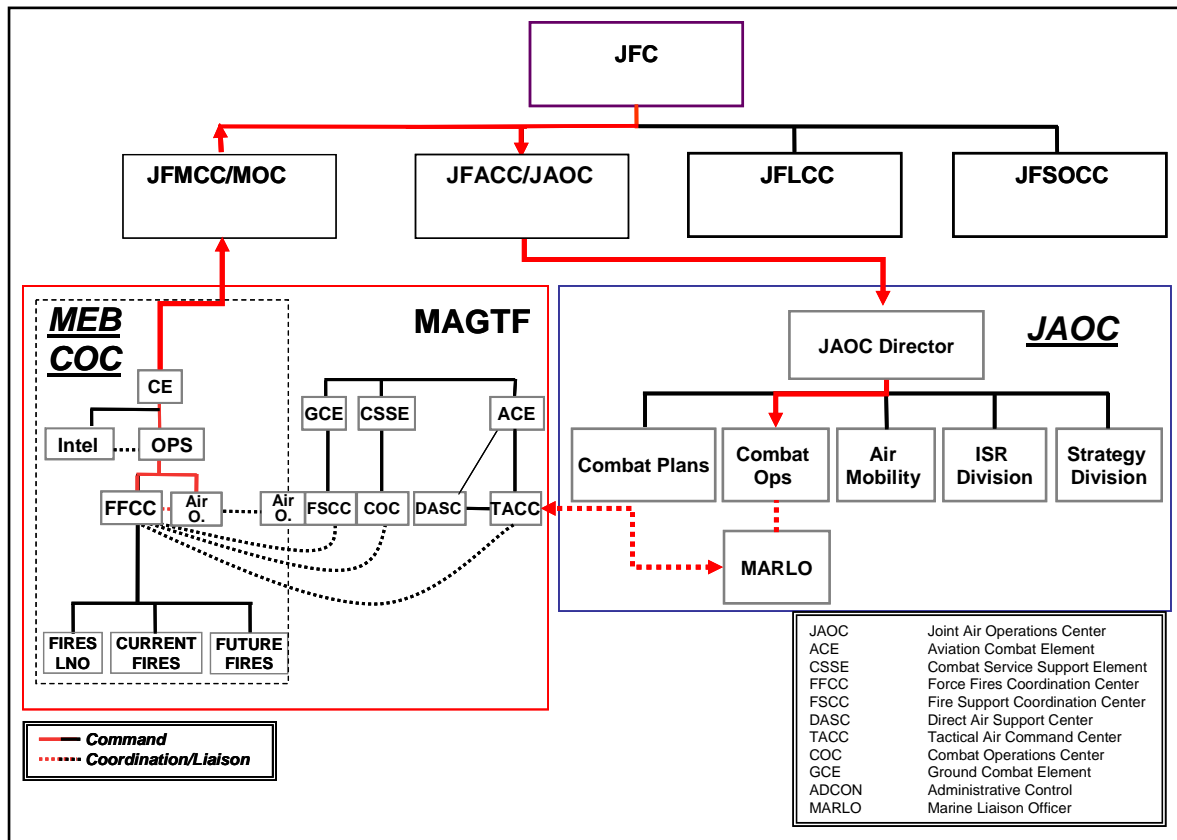 JFC
JFMCC/MOC
JFACC/JAOC
JFLCC
JFSOCC
MEB
COC
MAGTF
CE
Intel
OPS
FFCC
Air
O.
FIRES
LNO
CURRENT
FIRES
FUTURE
FIRES
GCE
CSSE
ACE
Air
O.
FSCC
COC
DASC
TACC
JAOC
JAOC Director
Combat Plans
Combat
Ops
Air
Mobility
ISR
Division
Strategy
Division
MARLO
Command
Coordination/Liaison
JAOC Joint Air Operations Center
ACE Aviation Combat Element
CSSE Combat Service Support Element
FFCC Force Fires Coordination Center
FSCC Fire Support Coordination Center
DASC Direct Air Support Center
TACC Tactical Air Command Center
COC Combat Operations Center
GCE Ground Combat Element
ADCON Administrative Control
MARLO Marine Liaison Officer